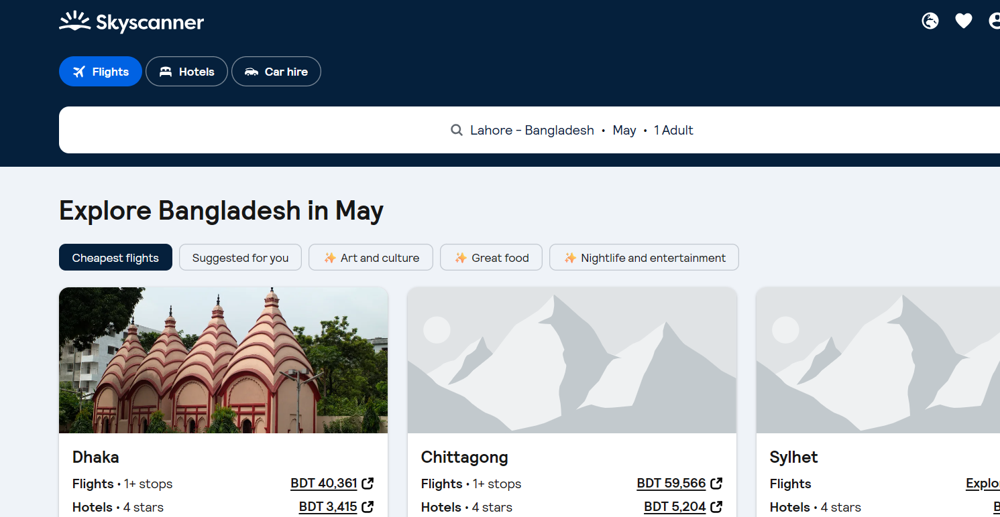 Skyscanner
Flights
Hotels
Car hire
Lahore - Bangladesh • May • 1 Adult
Explore Bangladesh in May
Cheapest flights
Suggested for you
Art and culture
Great food
Nightlife and entertainment
Dhaka
Flights • 1+ stops BDT 40,361
Hotels • 4 stars BDT 3,415
Chittagong
Flights • 1+ stops BDT 59,566
Hotels • 4 stars BDT 5,204
Sylhet
Flights
Hotels • 4 stars